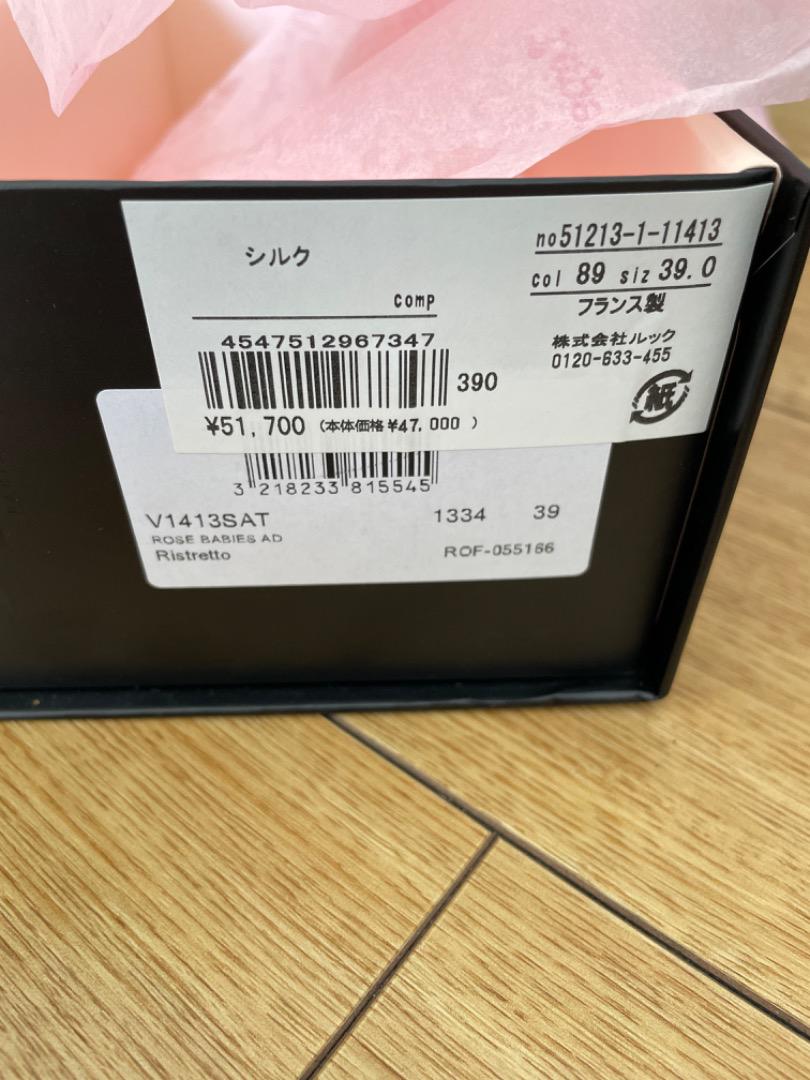 シルク
no51213-1-11413
col 89 siz 39.0
comp
フランス製
4547512967347
390
株式会社ルック
0120-633-455
¥51,700 (本体価格¥47,000 )
紙
3 218233 815545
V1413SAT 1334 39
ROSE BABIES AD
Ristretto ROF-055166